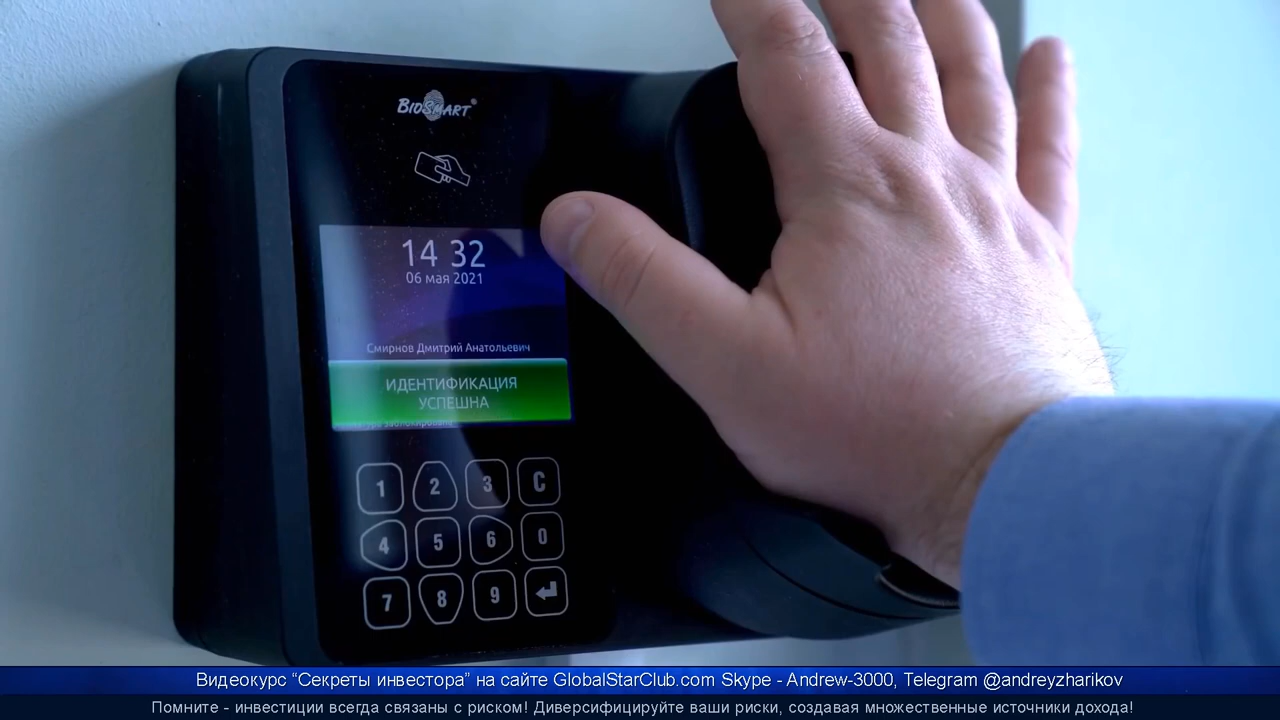 BIOSMART®
14 32
06 мая 2021
Смирнов Дмитрий Анатольевич
ИДЕНТИФИКАЦИЯ
УСПЕШНА
заблокирована
1 2 3 C
4 5 6 0
7 8 9
Видеокурс “Секреты инвестора” на сайте GlobalStarClub.com Skype - Andrew-3000, Telegram @andreyzharikov
Помните - инвестиции всегда связаны с риском! Диверсифицируйте ваши риски, создавая множественные источники дохода!